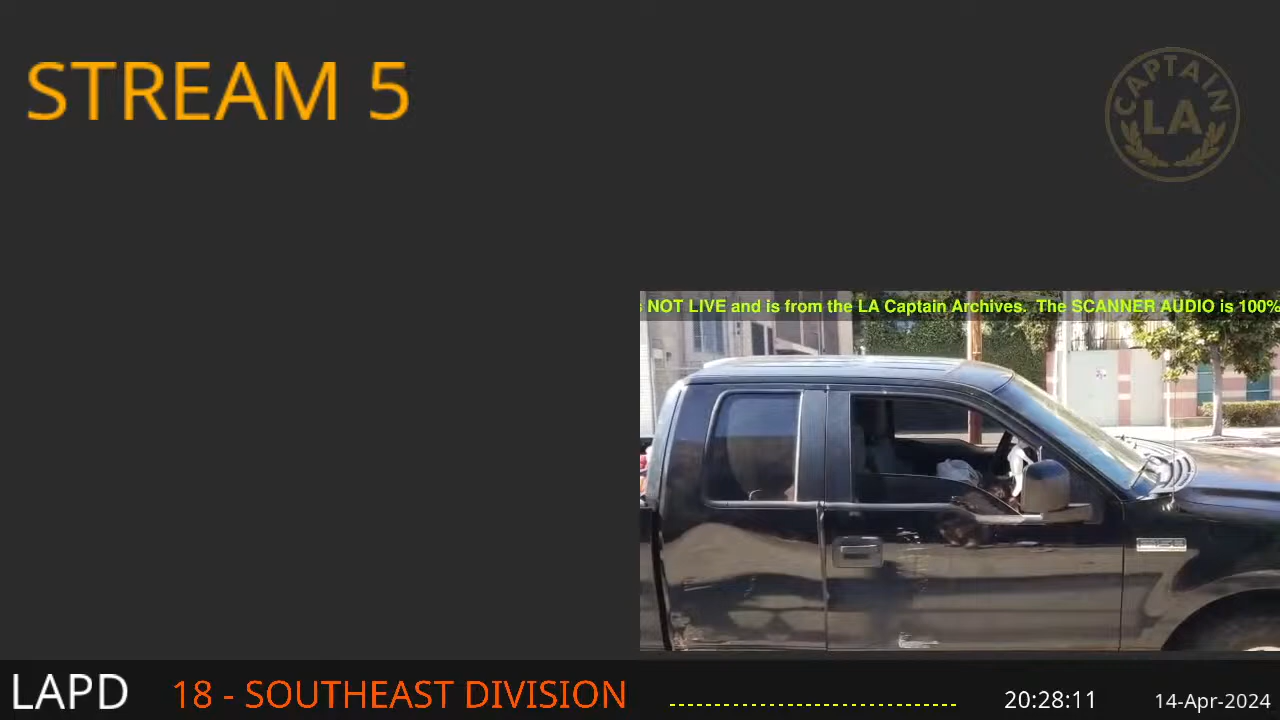 STREAM 5
CAPTAIN
LA
NOT LIVE and is from the LA Captain Archives. The SCANNER AUDIO is 100%
LAPD 18 - SOUTHEAST DIVISION 20:28:11 14-Apr-2024